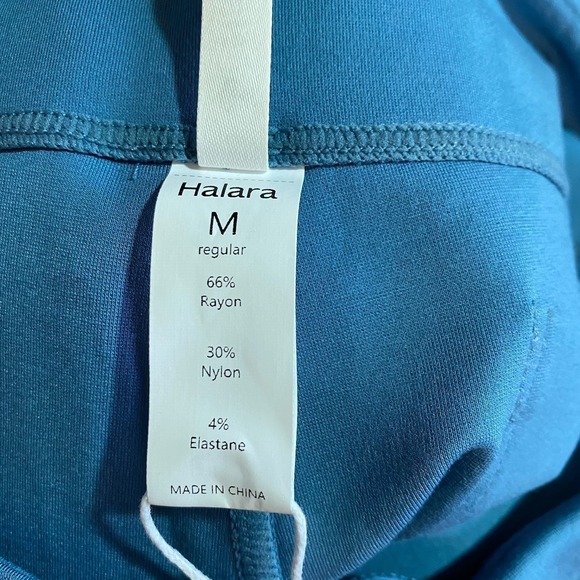 Halara
M
regular
66%
Rayon
30%
Nylon
4%
Elastane
MADE IN CHINA